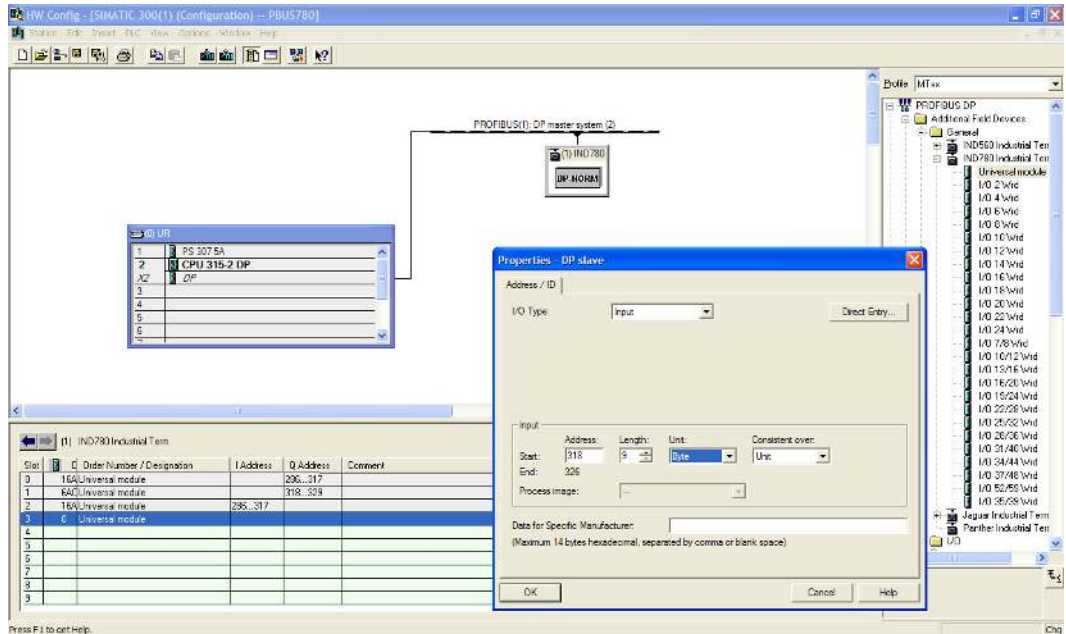 HW Config - [SIMATIC 300(1) (Configuration) -- PBUS780]
Station Edit Insert PLC View Options Window Help
PROFIBUS(1): DP master system (2)
(1) IND780
DP-NORM
(0) UR
1 PS 307 5A
2 CPU 315-2 DP
X2 DP
3
4
5
6
Profile MTxx
PROFIBUS DP
Additional Field Devices
General
IND560 Industrial Term
IND780 Industrial Term
Universal module
I/O 2 Wrd
I/O 4 Wrd
I/O 6 Wrd
I/O 8 Wrd
I/O 10 Wrd
I/O 12 Wrd
I/O 14 Wrd
I/O 16 Wrd
I/O 18 Wrd
I/O 20 Wrd
I/O 22 Wrd
I/O 24 Wrd
I/O 7/8 Wrd
I/O 10/12 Wrd
I/O 13/16 Wrd
I/O 16/20 Wrd
I/O 19/24 Wrd
I/O 22/28 Wrd
I/O 25/32 Wrd
I/O 28/36 Wrd
I/O 31/40 Wrd
I/O 34/44 Wrd
I/O 37/48 Wrd
I/O 52/59 Wrd
I/O 35/39 Wrd
Jaguar Industrial Term
Panther Industrial Term
I/O
Properties - DP slave
Address / ID
I/O Type: Input Direct Entry...
Input
Address: Length: Unit: Consistent over:
Start: 318 9 Byte Unit
End: 326
Process image: ---
Data for Specific Manufacturer:
(Maximum 14 bytes hexadecimal, separated by comma or blank space)
OK Cancel Help
(1) IND780 Industrial Term
Slot D Order Number / Designation I Address Q Address Comment
0 16A Universal module 286...317
1 6AD Universal module 318...329
2 16A Universal module 286...317
3 0 Universal module
4
5
6
7
8
9
Press F1 to get Help.
Chg